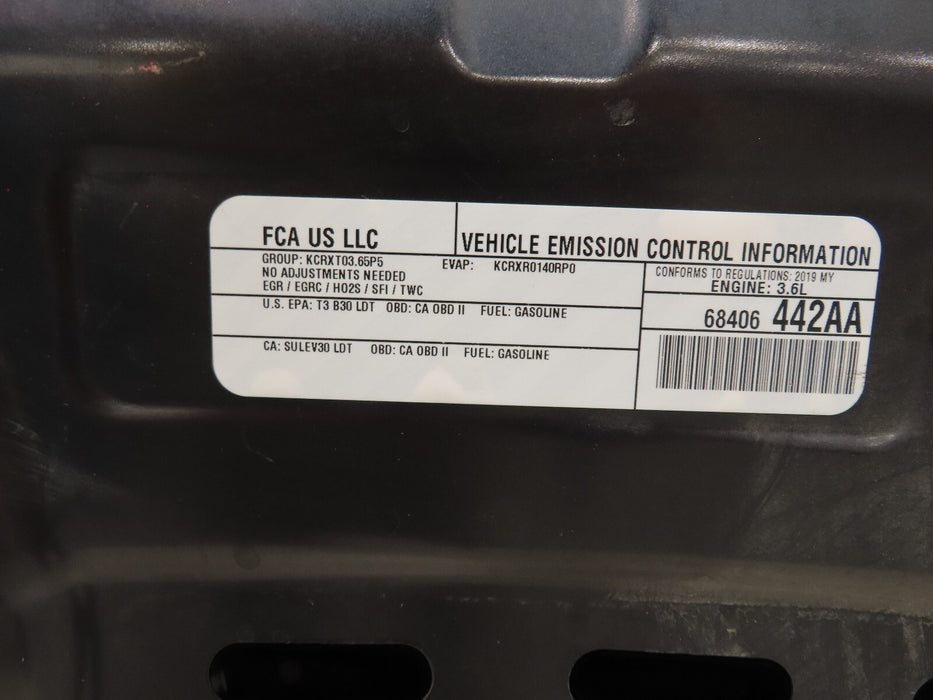 FCA US LLC
VEHICLE EMISSION CONTROL INFORMATION
GROUP: KCRXT03.65P5
EVAP: KCRXR0140RP0
NO ADJUSTMENTS NEEDED
EGR / EGRC / HO2S / SFI / TWC
CONFORMS TO REGULATIONS: 2019 MY
ENGINE: 3.6L
U.S. EPA: T3 B30 LDT OBD: CA OBD II FUEL: GASOLINE
68406 442AA
CA: SULEV30 LDT OBD: CA OBD II FUEL: GASOLINE